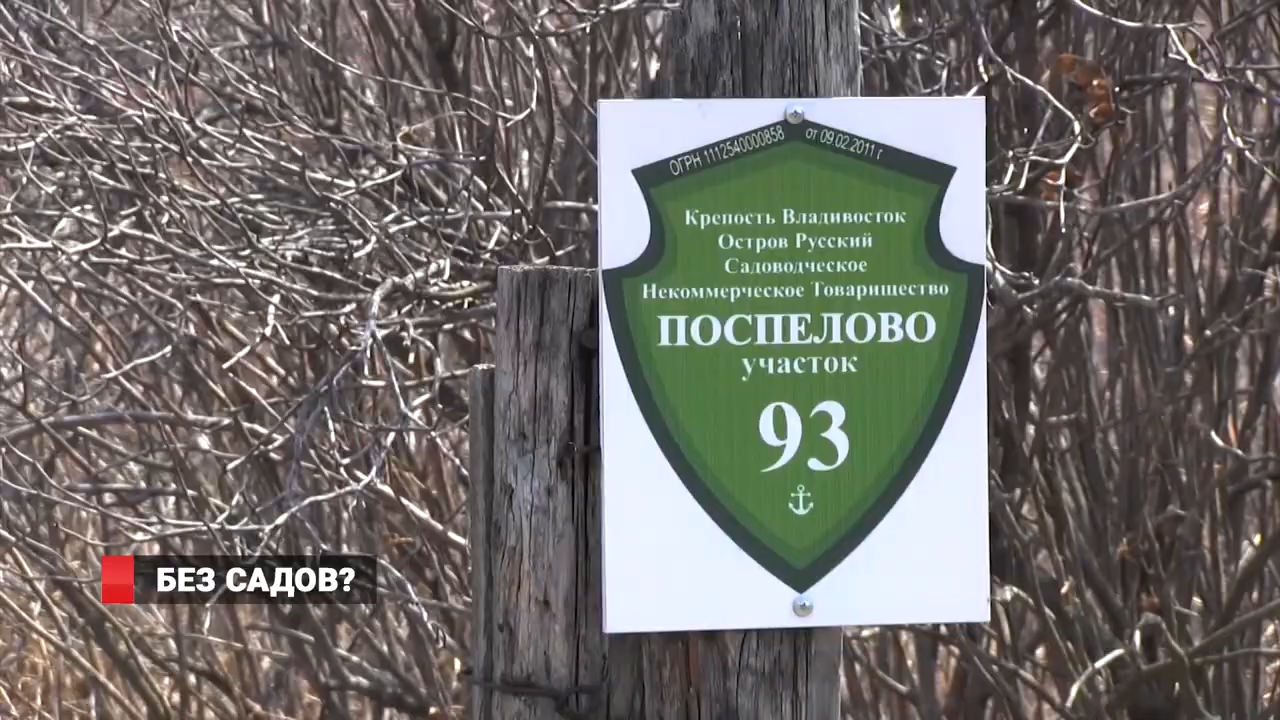 ОГРН 1112540000858 от 09.02.2011 г
Крепость Владивосток
Остров Русский
Садоводческое
Некоммерческое Товарищество
ПОСПЕЛОВО
участок
93
БЕЗ САДОВ?